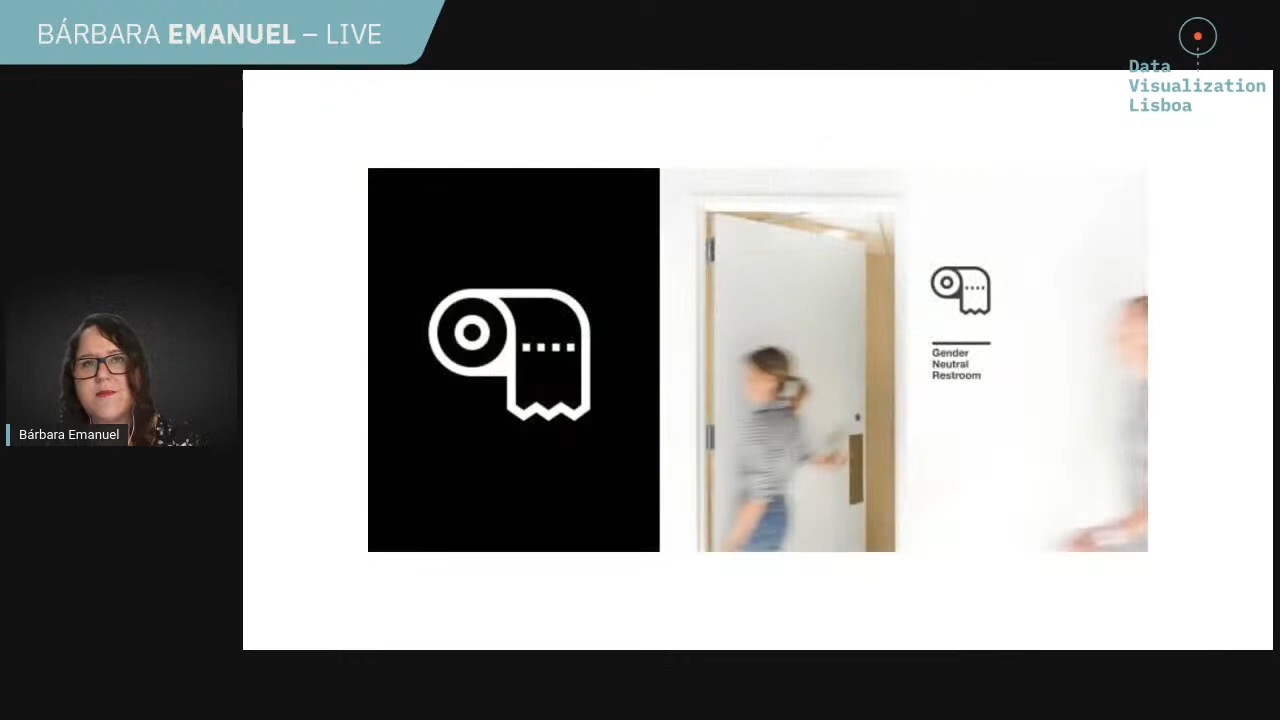 BÁRBARA EMANUEL – LIVE
Data
Visualization
Lisboa
Gender
Neutral
Restroom
Bárbara Emanuel